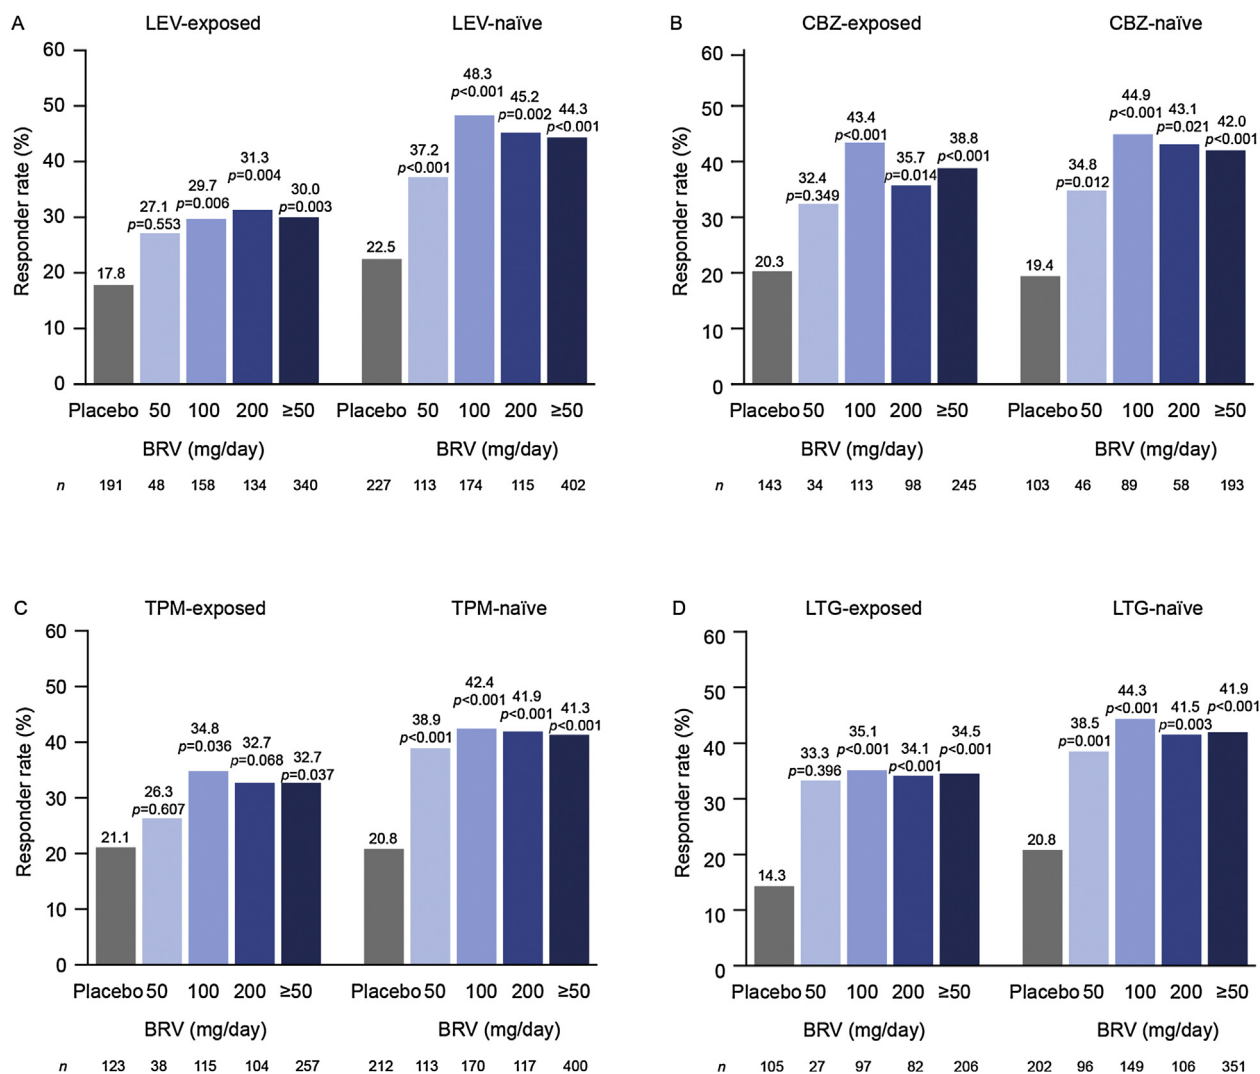 A LEV-exposed LEV-naïve
Responder rate (%)
60
50
40
30
20
10
0
17.8
27.1
p=0.553
29.7
p=0.006
31.3
p=0.004
30.0
p=0.003
22.5
37.2
p<0.001
48.3
p<0.001
45.2
p=0.002
44.3
p<0.001
Placebo 50 100 200 ≥50 Placebo 50 100 200 ≥50
BRV (mg/day) BRV (mg/day)
n 191 48 158 134 340 227 113 174 115 402
B CBZ-exposed CBZ-naïve
Responder rate (%)
60
50
40
30
20
10
0
20.3
32.4
p=0.349
43.4
p<0.001
35.7
p=0.014
38.8
p<0.001
19.4
34.8
p=0.012
44.9
p<0.001
43.1
p=0.021
42.0
p<0.001
Placebo 50 100 200 ≥50 Placebo 50 100 200 ≥50
BRV (mg/day) BRV (mg/day)
n 143 34 113 98 245 103 46 89 58 193
C TPM-exposed TPM-naïve
Responder rate (%)
60
50
40
30
20
10
0
21.1
26.3
p=0.607
34.8
p=0.036
32.7
p=0.068
32.7
p=0.037
20.8
38.9
p<0.001
42.4
p<0.001
41.9
p<0.001
41.3
p<0.001
Placebo 50 100 200 ≥50 Placebo 50 100 200 ≥50
BRV (mg/day) BRV (mg/day)
n 123 38 115 104 257 212 113 170 117 400
D LTG-exposed LTG-naïve
Responder rate (%)
60
50
40
30
20
10
0
14.3
33.3
p=0.396
35.1
p<0.001
34.1
p<0.001
34.5
p<0.001
20.8
38.5
p=0.001
44.3
p<0.001
41.5
p=0.003
41.9
p<0.001
Placebo 50 100 200 ≥50 Placebo 50 100 200 ≥50
BRV (mg/day) BRV (mg/day)
n 105 27 97 82 206 202 96 149 106 351